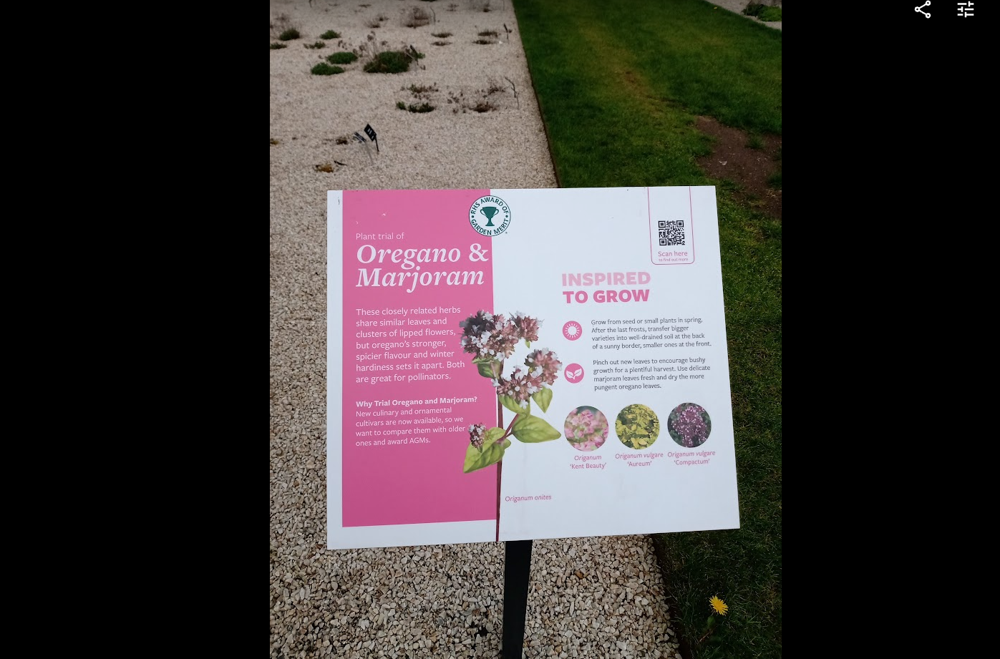 RHS AWARD OF
GARDEN MERIT
Plant trial of
Oregano &
Marjoram
These closely related herbs
share similar leaves and
clusters of lipped flowers,
but oregano's stronger,
spicier flavour and winter
hardiness sets it apart. Both
are great for pollinators.
Why Trial Oregano and Marjoram?
New culinary and ornamental
cultivars are now available, so we
want to compare them with older
ones and award AGMs.
Scan here
to find out more
INSPIRED
TO GROW
Grow from seed or small plants in spring.
After the last frosts, transfer bigger
varieties into well-drained soil at the back
of a sunny border, smaller ones at the front.
Pinch out new leaves to encourage bushy
growth for a plentiful harvest. Use delicate
marjoram leaves fresh and dry the more
pungent oregano leaves.
Origanum
'Kent Beauty'
Origanum vulgare
'Aureum'
Origanum vulgare
'Compactum'
Origanum onites